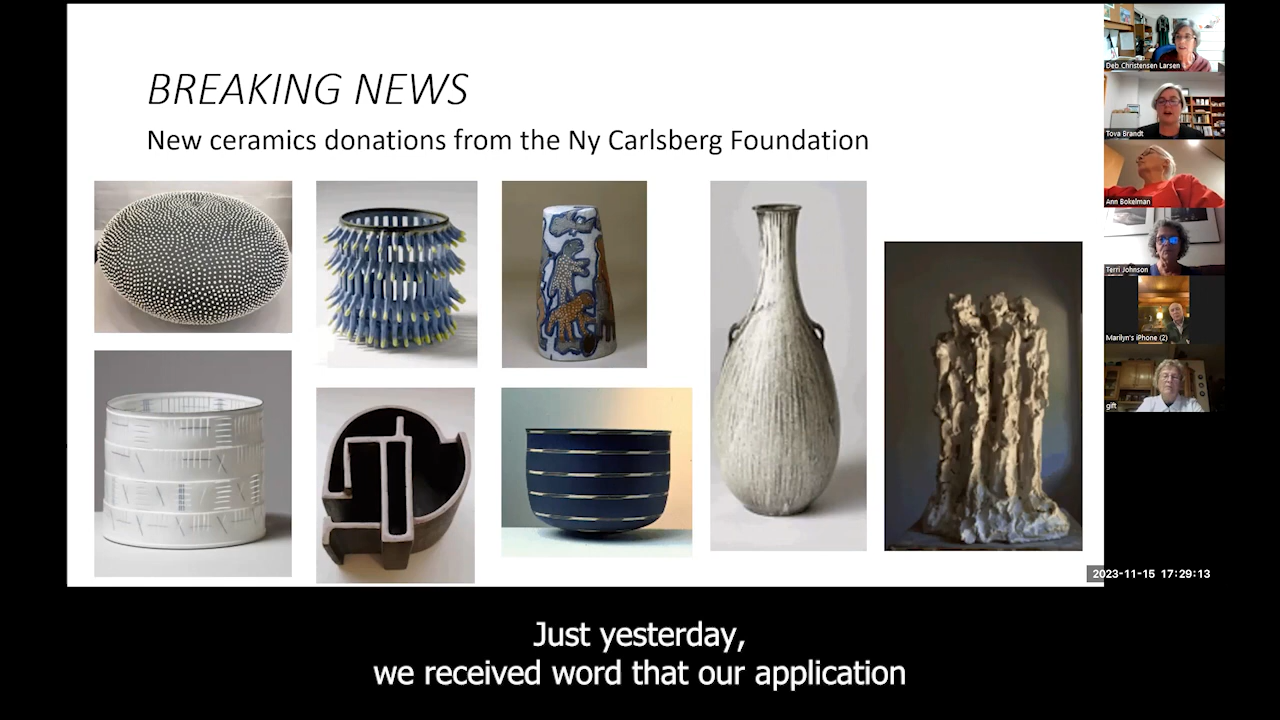 BREAKING NEWS
New ceramics donations from the Ny Carlsberg Foundation
Deb Christensen Larsen
Tova Brandt
Ann Bokelman
Terri Johnson
Marilyn's iPhone (2)
gift
2023-11-15 17:29:13
Just yesterday,
we received word that our application